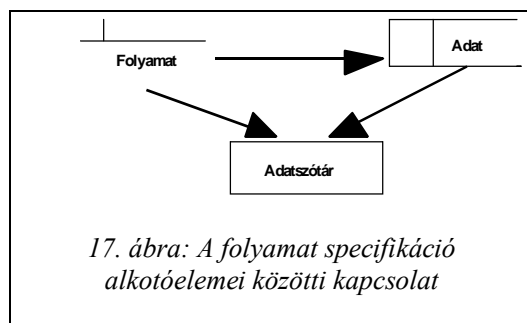 Folyamat
Adat
Adatszótár
17. ábra: A folyamat specifikáció
alkotóelemei közötti kapcsolat